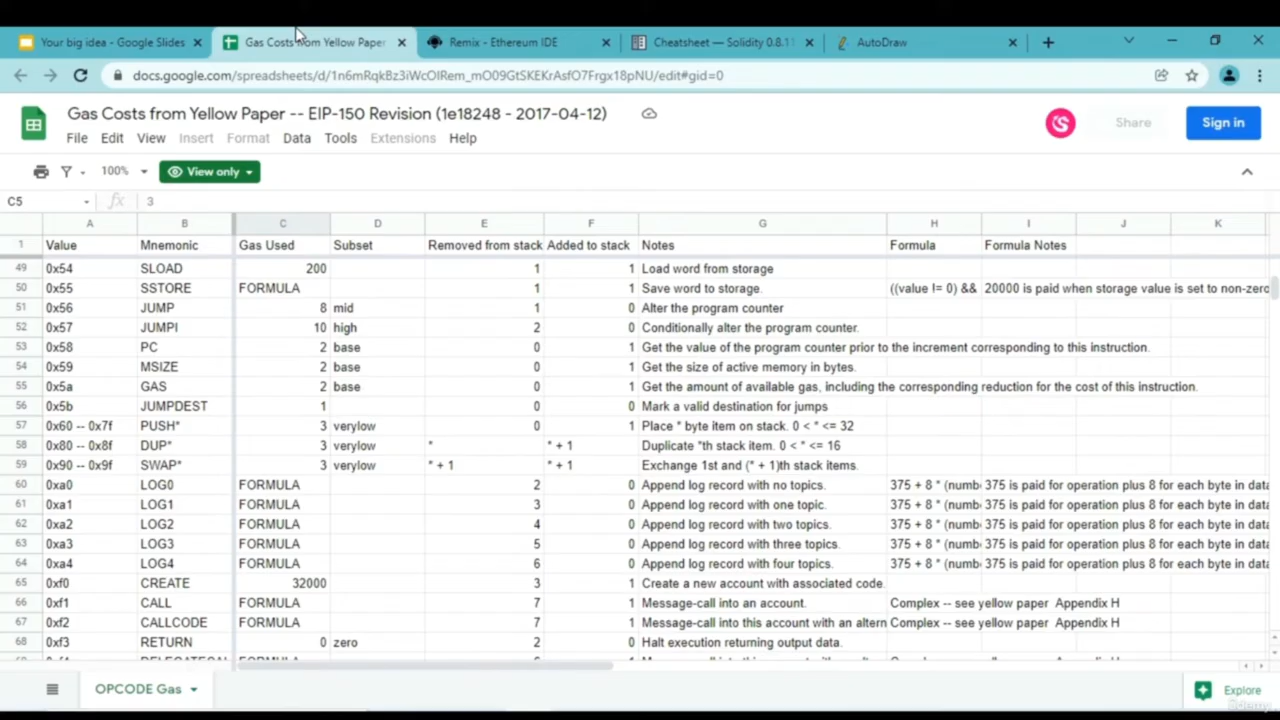 Your big idea - Google Slides
Gas Costs from Yellow Paper
Remix - Ethereum IDE
Cheatsheet — Solidity 0.8.11
AutoDraw
docs.google.com/spreadsheets/d/1n6mRqkBz3iWcOlRem_mO09GtSKEKrAsfO7Frgx18pNU/edit#gid=0
Gas Costs from Yellow Paper -- EIP-150 Revision (1e18248 - 2017-04-12)
Share
Sign in
File Edit View Insert Format Data Tools Extensions Help
100% View only
C5 fx 3
A B C D E F G H I J K
1 Value Mnemonic Gas Used Subset Removed from stack Added to stack Notes Formula Formula Notes
49 0x54 SLOAD 200 1 1 Load word from storage
50 0x55 SSTORE FORMULA 1 1 Save word to storage. ((value != 0) && 20000 is paid when storage value is set to non-zero
51 0x56 JUMP 8 mid 1 0 Alter the program counter
52 0x57 JUMPI 10 high 2 0 Conditionally alter the program counter.
53 0x58 PC 2 base 0 1 Get the value of the program counter prior to the increment corresponding to this instruction.
54 0x59 MSIZE 2 base 0 1 Get the size of active memory in bytes.
55 0x5a GAS 2 base 0 1 Get the amount of available gas, including the corresponding reduction for the cost of this instruction.
56 0x5b JUMPDEST 1 0 0 Mark a valid destination for jumps
57 0x60 -- 0x7f PUSH* 3 verylow 0 1 Place * byte item on stack. 0 < * <= 32
58 0x80 -- 0x8f DUP* 3 verylow * * + 1 Duplicate *th stack item. 0 < * <= 16
59 0x90 -- 0x9f SWAP* 3 verylow * + 1 * + 1 Exchange 1st and (* + 1)th stack items.
60 0xa0 LOG0 FORMULA 2 0 Append log record with no topics. 375 + 8 * (numb 375 is paid for operation plus 8 for each byte in data
61 0xa1 LOG1 FORMULA 3 0 Append log record with one topic. 375 + 8 * (numb 375 is paid for operation plus 8 for each byte in data
62 0xa2 LOG2 FORMULA 4 0 Append log record with two topics. 375 + 8 * (numb 375 is paid for operation plus 8 for each byte in data
63 0xa3 LOG3 FORMULA 5 0 Append log record with three topics. 375 + 8 * (numb 375 is paid for operation plus 8 for each byte in data
64 0xa4 LOG4 FORMULA 6 0 Append log record with four topics. 375 + 8 * (numb 375 is paid for operation plus 8 for each byte in data
65 0xf0 CREATE 32000 3 1 Create a new account with associated code.
66 0xf1 CALL FORMULA 7 1 Message-call into an account. Complex -- see yellow paper Appendix H
67 0xf2 CALLCODE FORMULA 7 1 Message-call into this account with an altern Complex -- see yellow paper Appendix H
68 0xf3 RETURN 0 zero 2 0 Halt execution returning output data.
OPCODE Gas
Explore